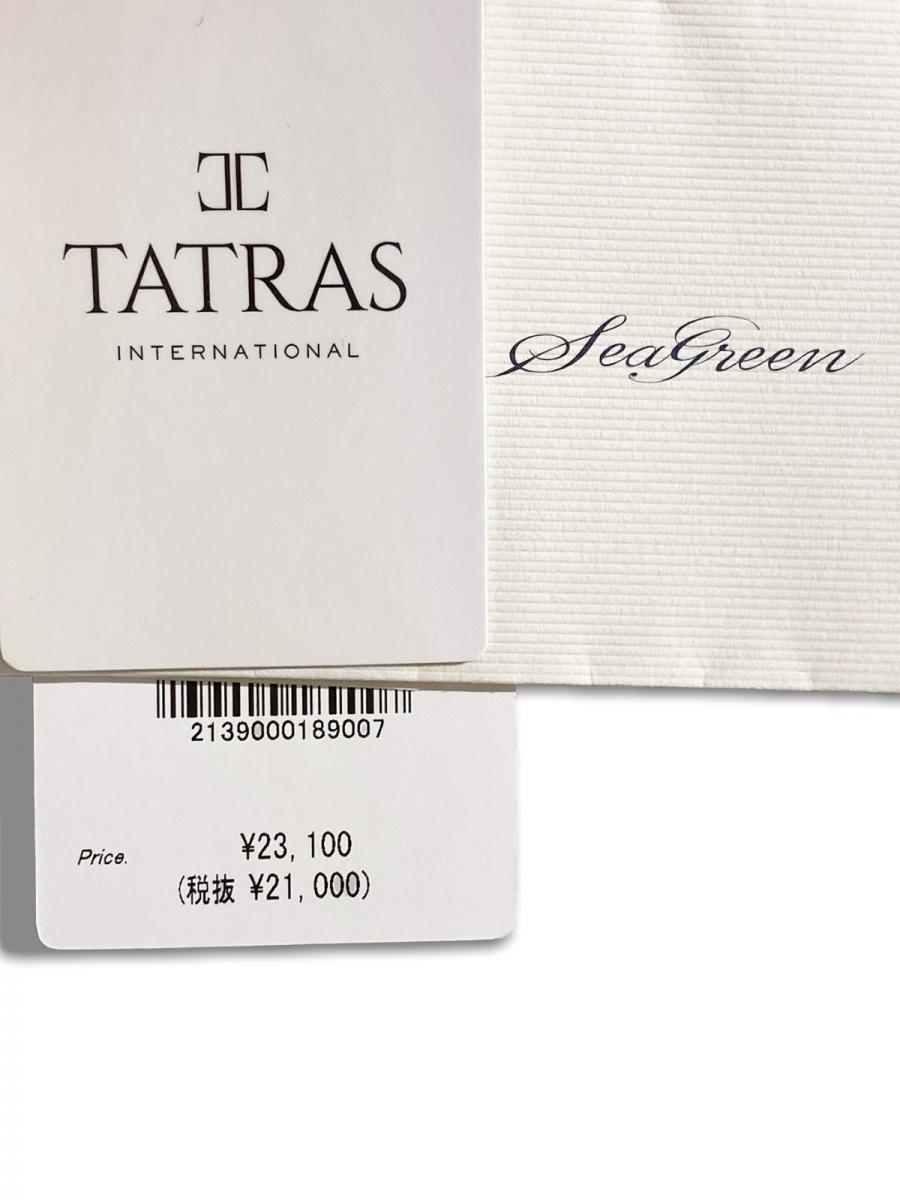 TATRAS
INTERNATIONAL
SeaGreen
2139000189007
Price. ¥23,100
(税抜 ¥21,000)